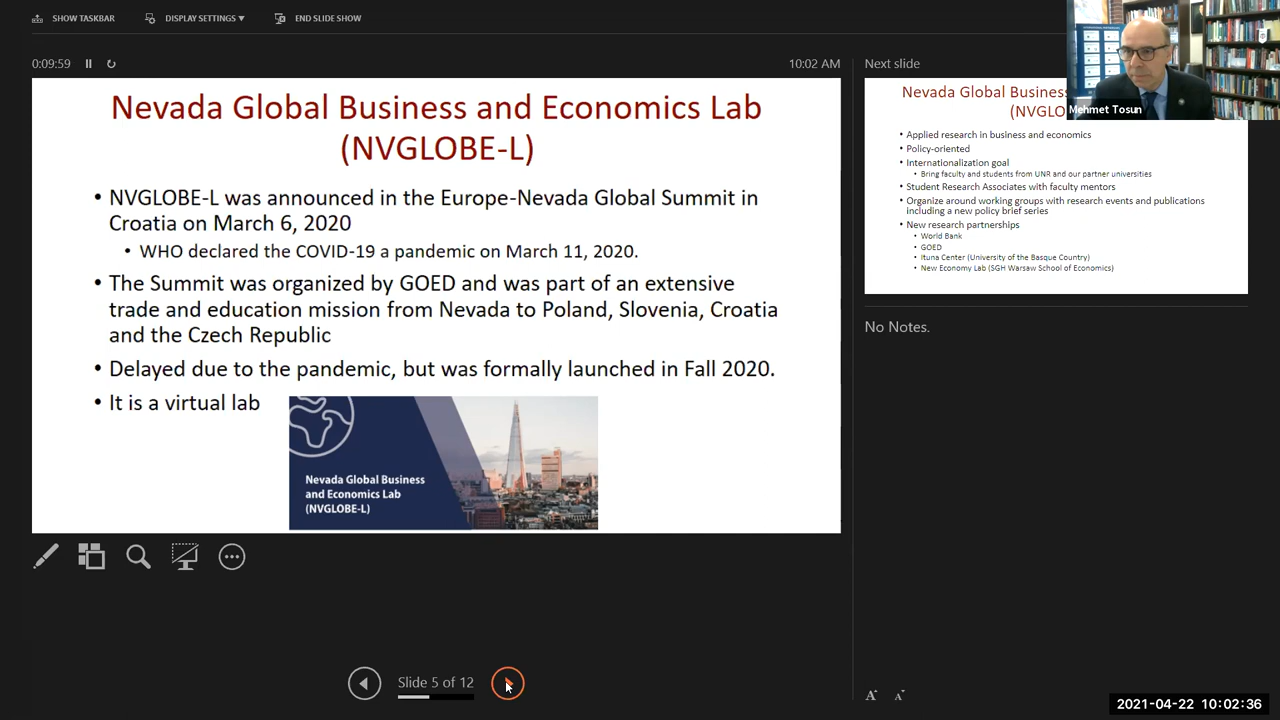 SHOW TASKBAR
DISPLAY SETTINGS ▼
END SLIDE SHOW
0:09:59
10:02 AM
Nevada Global Business and Economics Lab
(NVGLOBE-L)
• NVGLOBE-L was announced in the Europe-Nevada Global Summit in
Croatia on March 6, 2020
• WHO declared the COVID-19 a pandemic on March 11, 2020.
• The Summit was organized by GOED and was part of an extensive
trade and education mission from Nevada to Poland, Slovenia, Croatia
and the Czech Republic
• Delayed due to the pandemic, but was formally launched in Fall 2020.
• It is a virtual lab
Nevada Global Business
and Economics Lab
(NVGLOBE-L)
Slide 5 of 12
Next slide
Nevada Global Business
(NVGLO
• Applied research in business and economics
• Policy-oriented
• Internationalization goal
• Bring faculty and students from UNR and our partner universities
• Student Research Associates with faculty mentors
• Organize around working groups with research events and publications
including a new policy brief series
• New research partnerships
• World Bank
• GOED
• Ituna Center (University of the Basque Country)
• New Economy Lab (SGH Warsaw School of Economics)
Mehmet Tosun
No Notes.
A A
2021-04-22 10:02:36